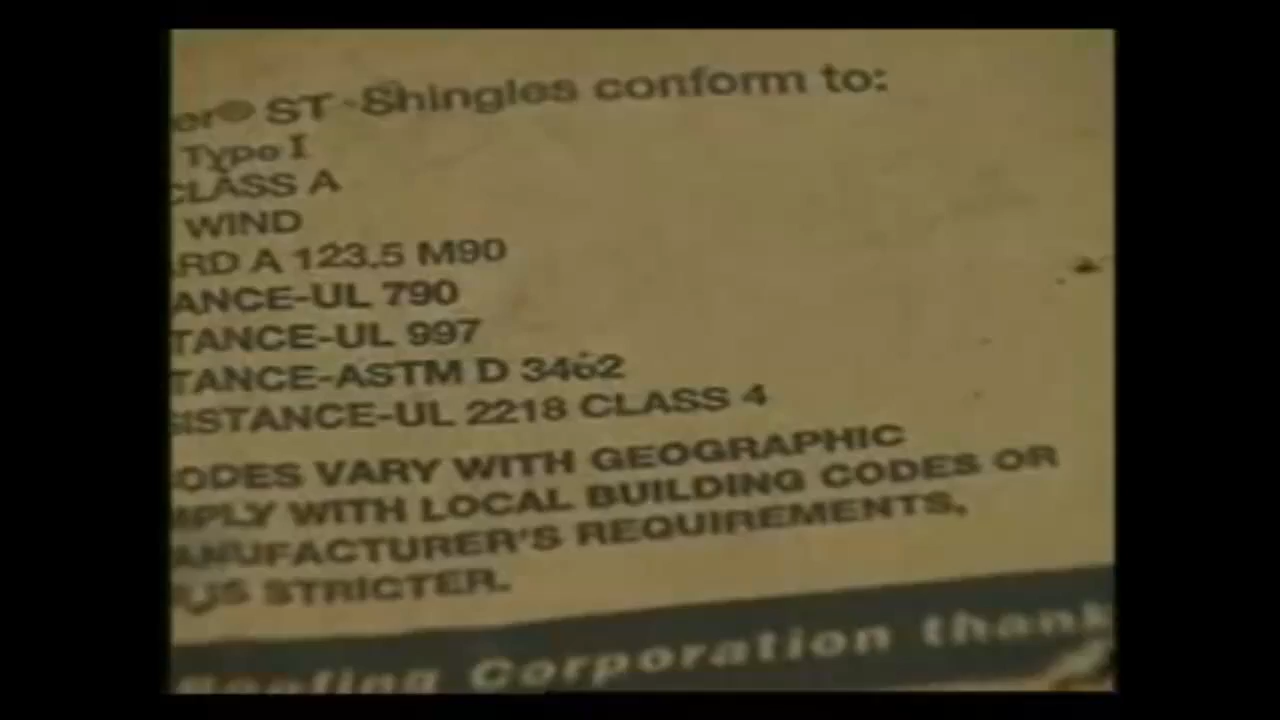 er® ST Shingles conform to:
Type I
CLASS A
WIND
RD A 123.5 M90
ANCE-UL 790
TANCE-UL 997
TANCE-ASTM D 3462
SISTANCE-UL 2218 CLASS 4
ODES VARY WITH GEOGRAPHIC
MPLY WITH LOCAL BUILDING CODES OR
ANUFACTURER'S REQUIREMENTS,
IS STRICTER.
Roofing Corporation thank